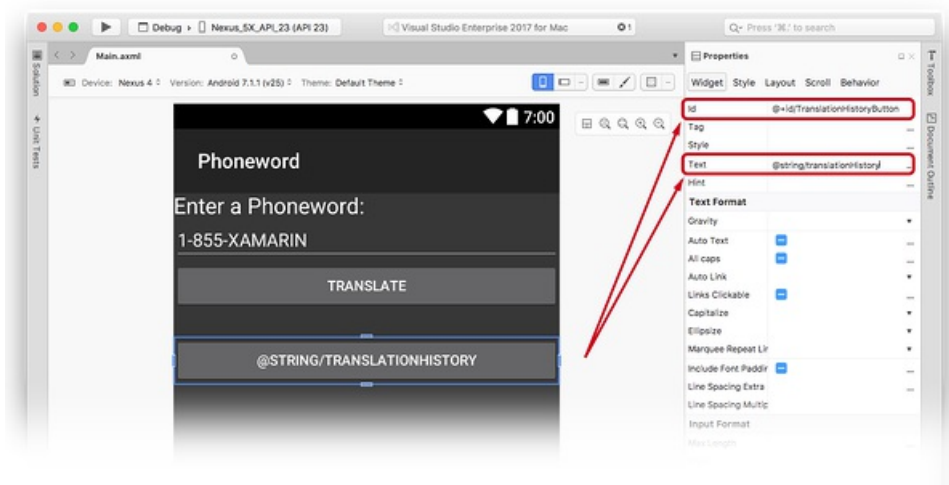 Debug › Nexus_5X_API_23 (API 23)
Visual Studio Enterprise 2017 for Mac
1
Press '⌘.' to search
Solution
Unit Tests
Main.axml
Device: Nexus 4
Version: Android 7.1.1 (v25)
Theme: Default Theme
7:00
Phoneword
Enter a Phoneword:
1-855-XAMARIN
TRANSLATE
@STRING/TRANSLATIONHISTORY
Properties
Widget Style Layout Scroll Behavior
Id @+id/TranslationHistoryButton
Tag
Style
Text @string/translationHistory
Hint
Text Format
Gravity
Auto Text
All caps
Auto Link
Links Clickable
Capitalize
Ellipsize
Marquee Repeat Lir
Include Font Paddir
Line Spacing Extra
Line Spacing Multip
Input Format
Max Length
Toolbox
Document Outline